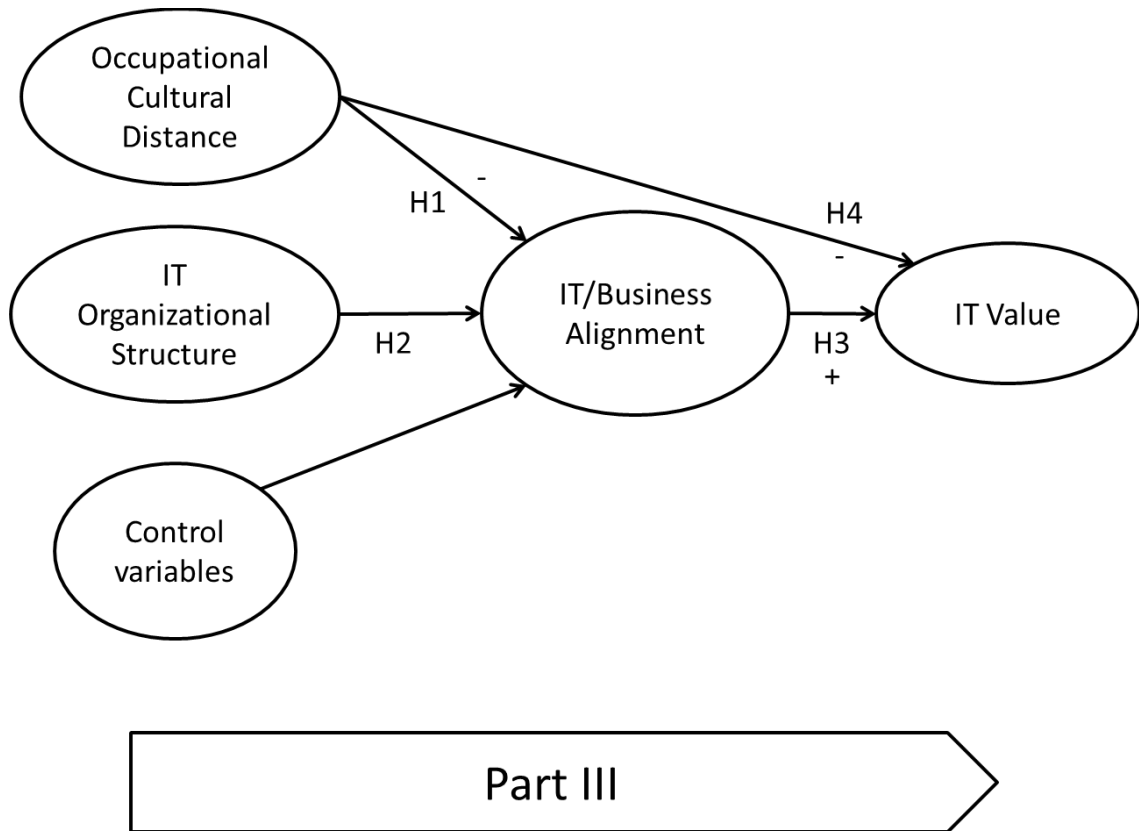 Occupational
Cultural
Distance
-
H1
H4
-
IT
Organizational
Structure
H2
IT/Business
Alignment
H3
+
IT Value
Control
variables
Part III